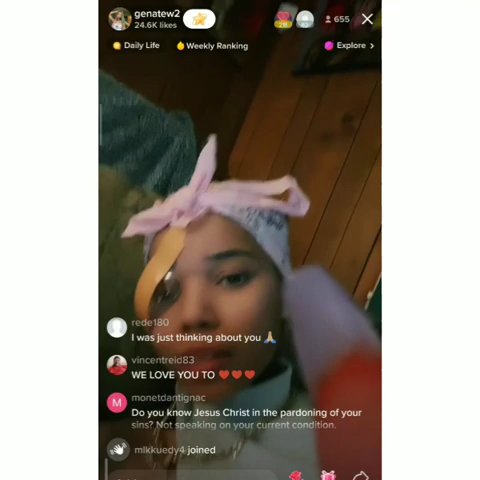 genatew2
24.6K likes
655
Daily Life
Weekly Ranking
Explore >
rede180
I was just thinking about you 🙏🏼
vincentreid83
WE LOVE YOU TO ❤️❤️❤️
M
monetdantignac
Do you know Jesus Christ in the pardoning of your
sins? Not speaking on your current condition.
mlkkuedy4 joined